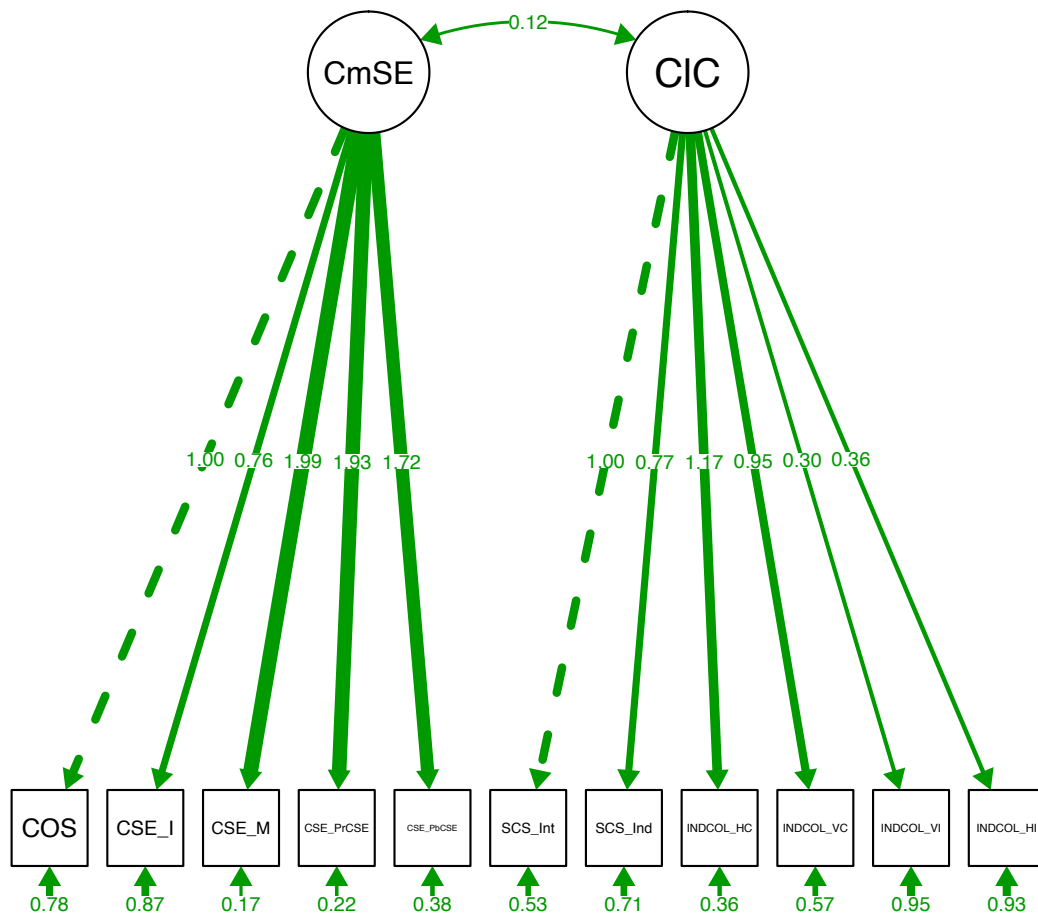 0.12
CmSE
CIC
1.00 0.76 1.99 1.93 1.72 1.00 0.77 1.17 0.95 0.30 0.36
COS CSE_I CSE_M CSE_PrCSE CSE_PbCSE SCS_Int SCS_Ind INDCOL_HC INDCOL_VC INDCOL_VI INDCOL_HI
0.78 0.87 0.17 0.22 0.38 0.53 0.71 0.36 0.57 0.95 0.93